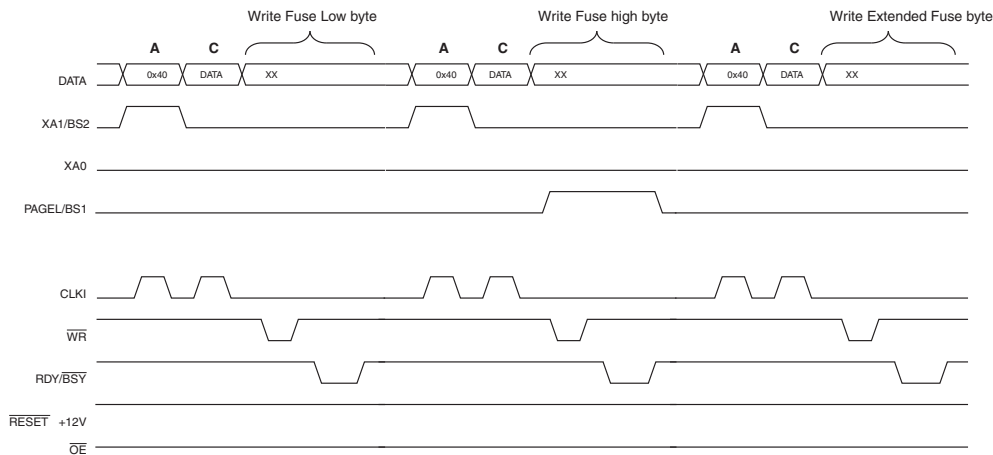 Write Fuse Low byte Write Fuse high byte Write Extended Fuse byte
A C A C A C
DATA 0x40 DATA XX 0x40 DATA XX 0x40 DATA XX
XA1/BS2
XA0
PAGEL/BS1
CLKI
WR
RDY/BSY
RESET +12V
OE